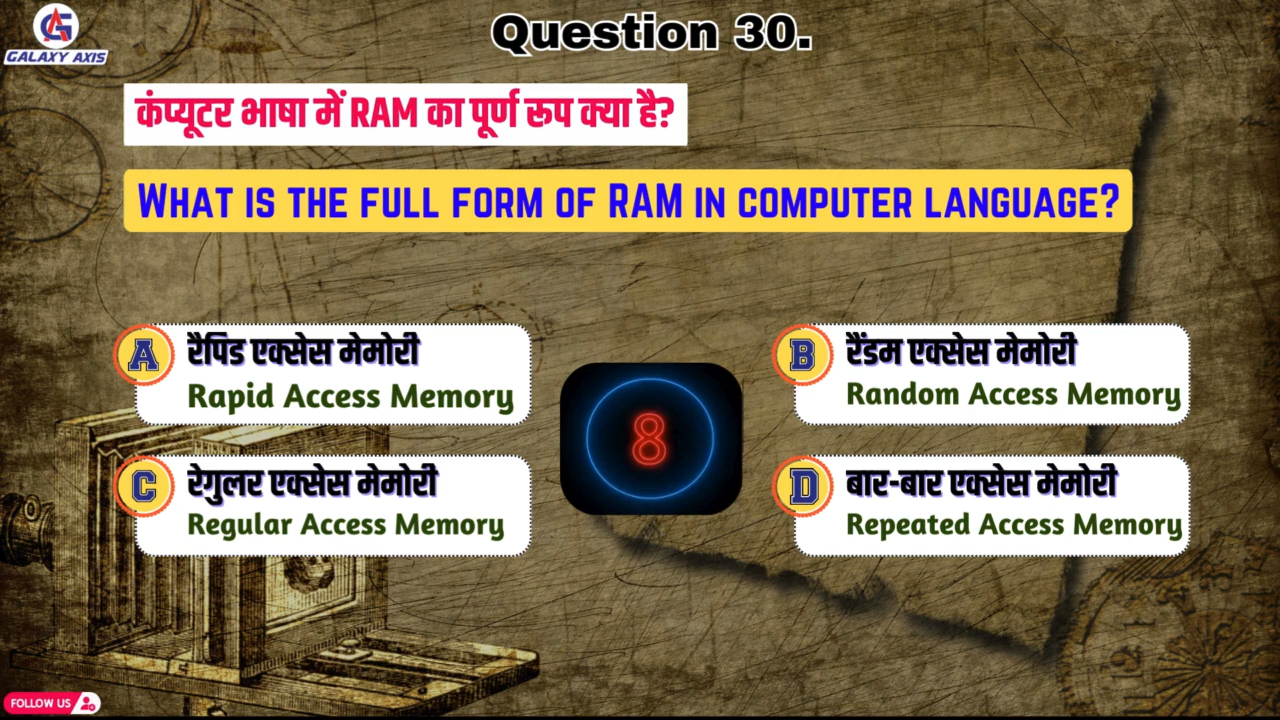 GALAXY AXIS
Question 30.
कंप्यूटर भाषा में RAM का पूर्ण रूप क्या है?
WHAT IS THE FULL FORM OF RAM IN COMPUTER LANGUAGE?
A
रैपिड एक्सेस मेमोरी
Rapid Access Memory
B
रैंडम एक्सेस मेमोरी
Random Access Memory
8
C
रेगुलर एक्सेस मेमोरी
Regular Access Memory
D
बार-बार एक्सेस मेमोरी
Repeated Access Memory
FOLLOW US